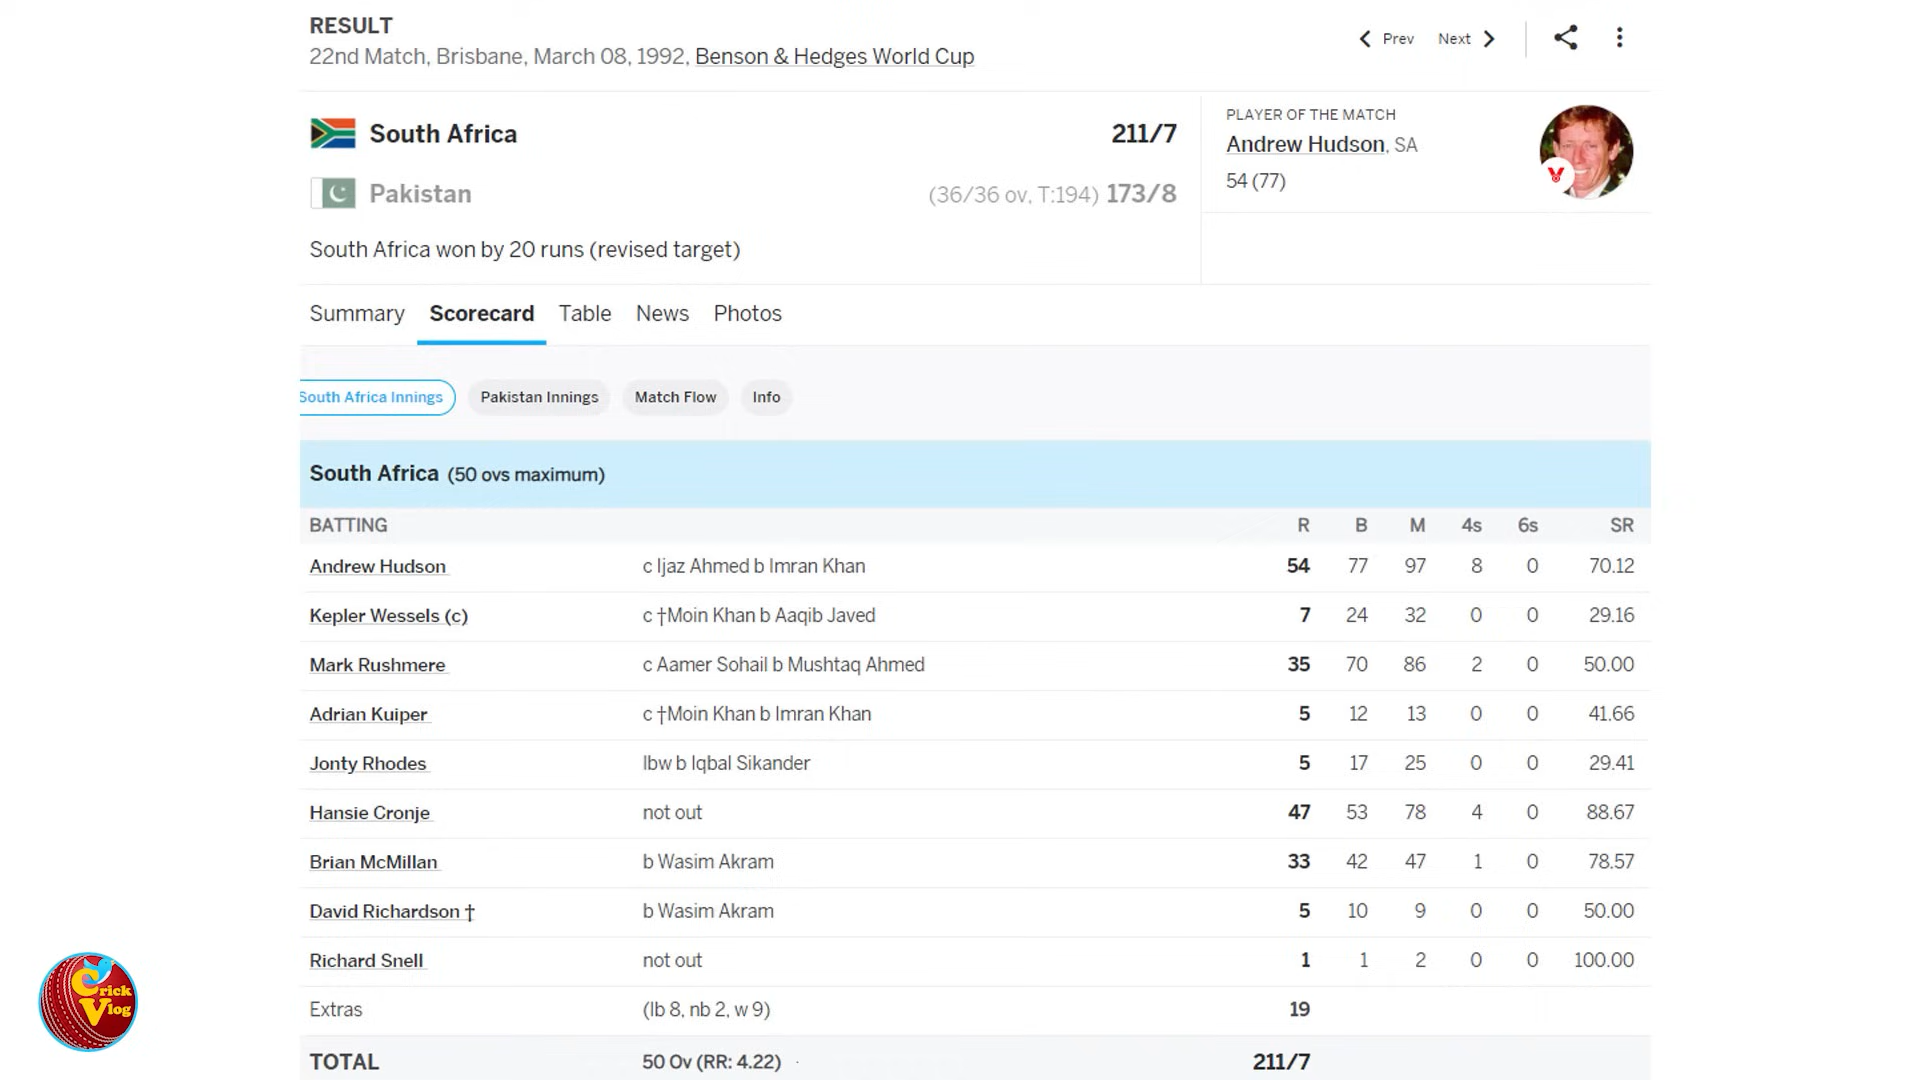 RESULT
22nd Match, Brisbane, March 08, 1992, Benson & Hedges World Cup
Prev Next
South Africa 211/7
Pakistan (36/36 ov, T:194) 173/8
South Africa won by 20 runs (revised target)
PLAYER OF THE MATCH
Andrew Hudson, SA
54 (77)
Summary Scorecard Table News Photos
South Africa Innings Pakistan Innings Match Flow Info
South Africa (50 ovs maximum)
BATTING R B M 4s 6s SR
Andrew Hudson c Ijaz Ahmed b Imran Khan 54 77 97 8 0 70.12
Kepler Wessels (c) c †Moin Khan b Aaqib Javed 7 24 32 0 0 29.16
Mark Rushmere c Aamer Sohail b Mushtaq Ahmed 35 70 86 2 0 50.00
Adrian Kuiper c †Moin Khan b Imran Khan 5 12 13 0 0 41.66
Jonty Rhodes lbw b Iqbal Sikander 5 17 25 0 0 29.41
Hansie Cronje not out 47 53 78 4 0 88.67
Brian McMillan b Wasim Akram 33 42 47 1 0 78.57
David Richardson † b Wasim Akram 5 10 9 0 0 50.00
Richard Snell not out 1 1 2 0 0 100.00
Extras (lb 8, nb 2, w 9) 19
TOTAL 50 Ov (RR: 4.22) 211/7
Crick
Vlog